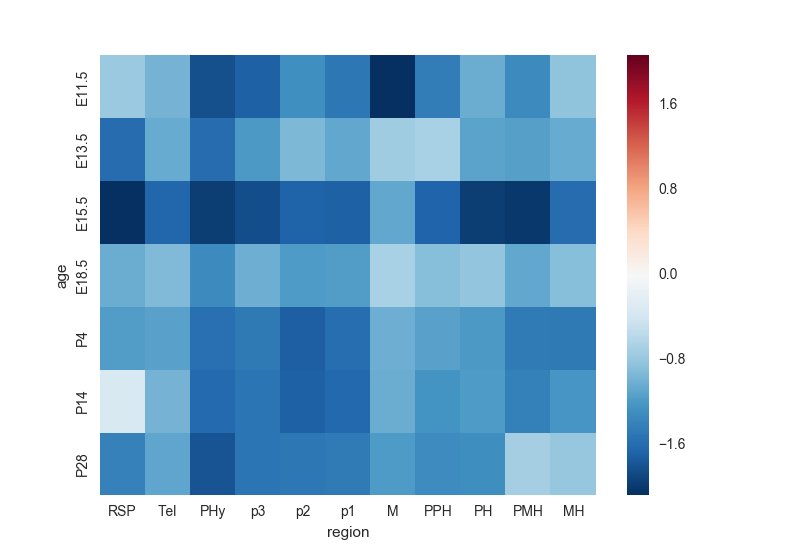 age
E11.5
E13.5
E15.5
E18.5
P4
P14
P28
RSP Tel PHy p3 p2 p1 M PPH PH PMH MH
region
1.6
0.8
0.0
−0.8
−1.6